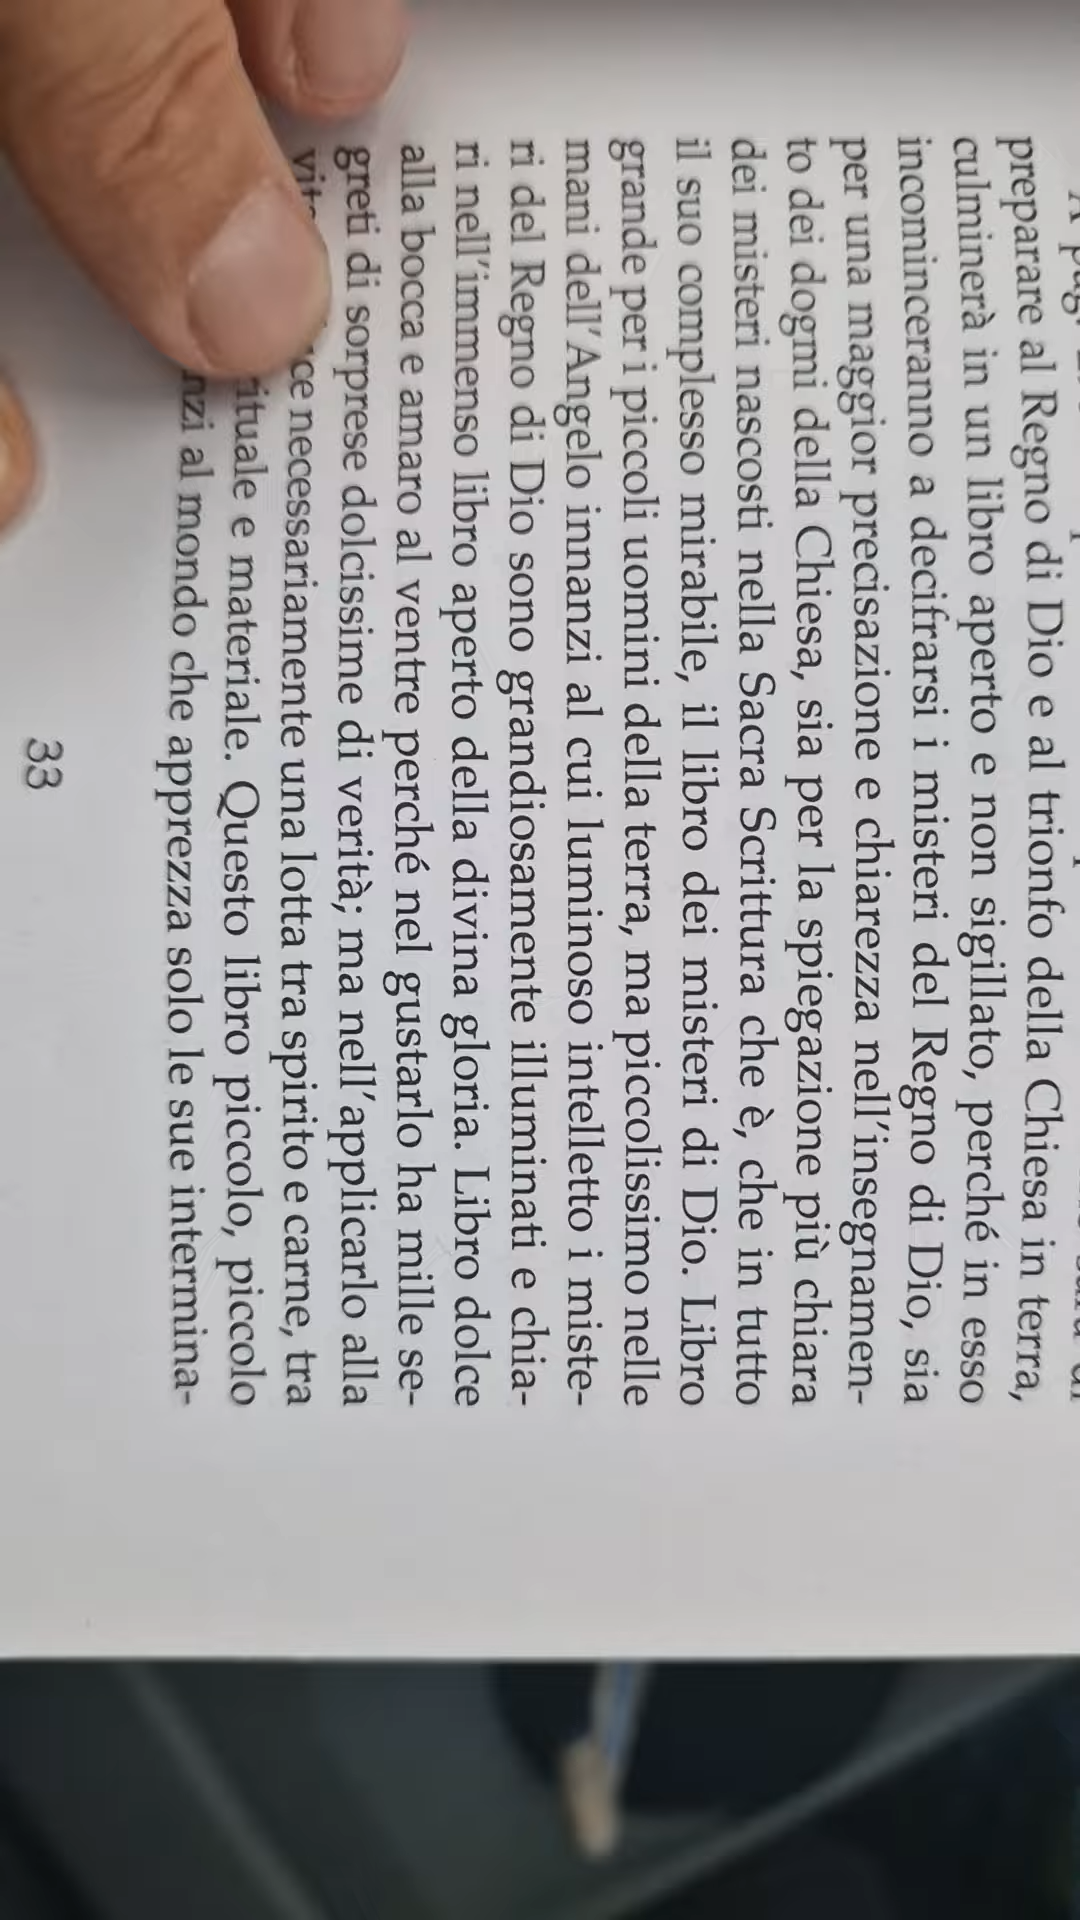 preparare al Regno di Dio e al trionfo della Chiesa in terra,
culminerà in un libro aperto e non sigillato, perché in esso
incominceranno a decifrarsi i misteri del Regno di Dio, sia
per una maggior precisazione e chiarezza nell'insegnamen-
to dei dogmi della Chiesa, sia per la spiegazione più chiara
dei misteri nascosti nella Sacra Scrittura che è, che in tutto
il suo complesso mirabile, il libro dei misteri di Dio. Libro
grande per i piccoli uomini della terra, ma piccolissimo nelle
mani dell'Angelo innanzi al cui luminoso intelletto i miste-
ri del Regno di Dio sono grandiosamente illuminati e chia-
ri nell'immenso libro aperto della divina gloria. Libro dolce
alla bocca e amaro al ventre perché nel gustarlo ha mille se-
greti di sorprese dolcissime di verità; ma nell'applicarlo alla
necessariamente una lotta tra spirito e carne, tra
e materiale. Questo libro piccolo, piccolo
al mondo che apprezza solo le sue intermina-
33